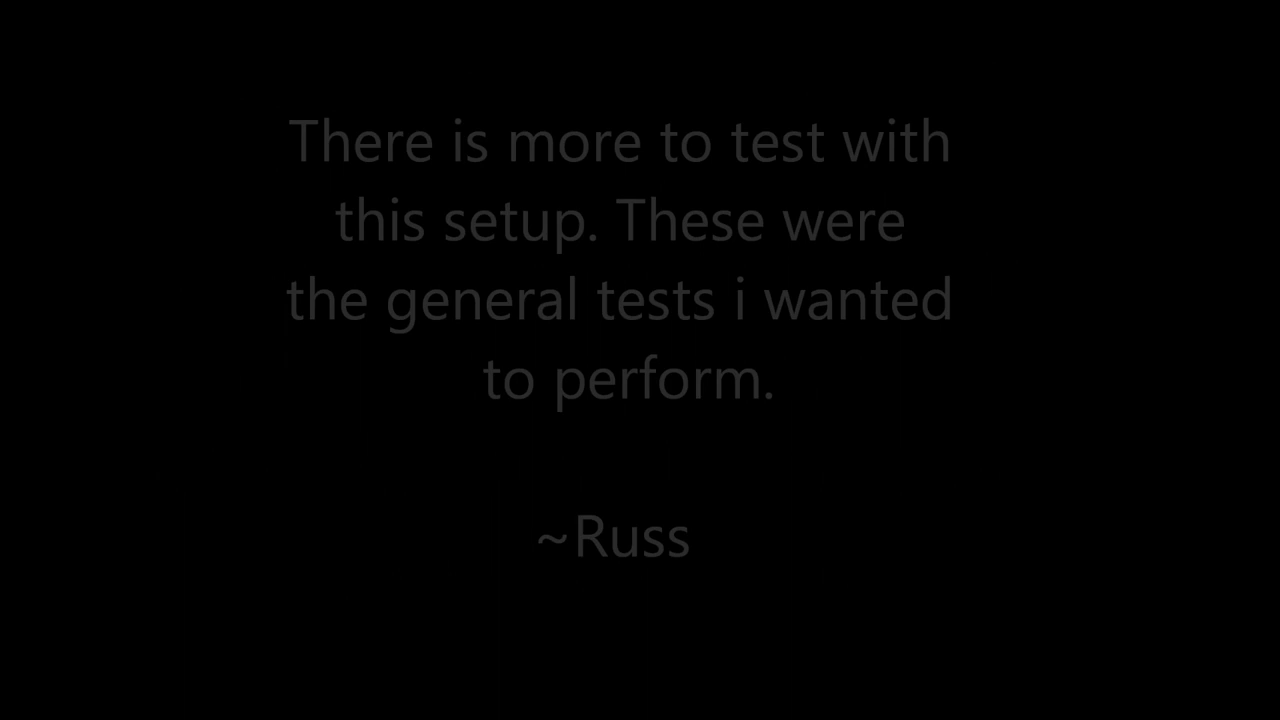 There is more to test with
this setup. These were
the general tests i wanted
to perform.
~Russ